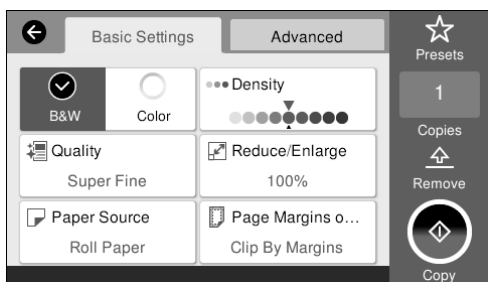 Basic Settings
Advanced
Presets
B&W
Color
Density
1
Copies
Quality
Super Fine
Reduce/Enlarge
100%
Remove
Paper Source
Roll Paper
Page Margins o...
Clip By Margins
Copy